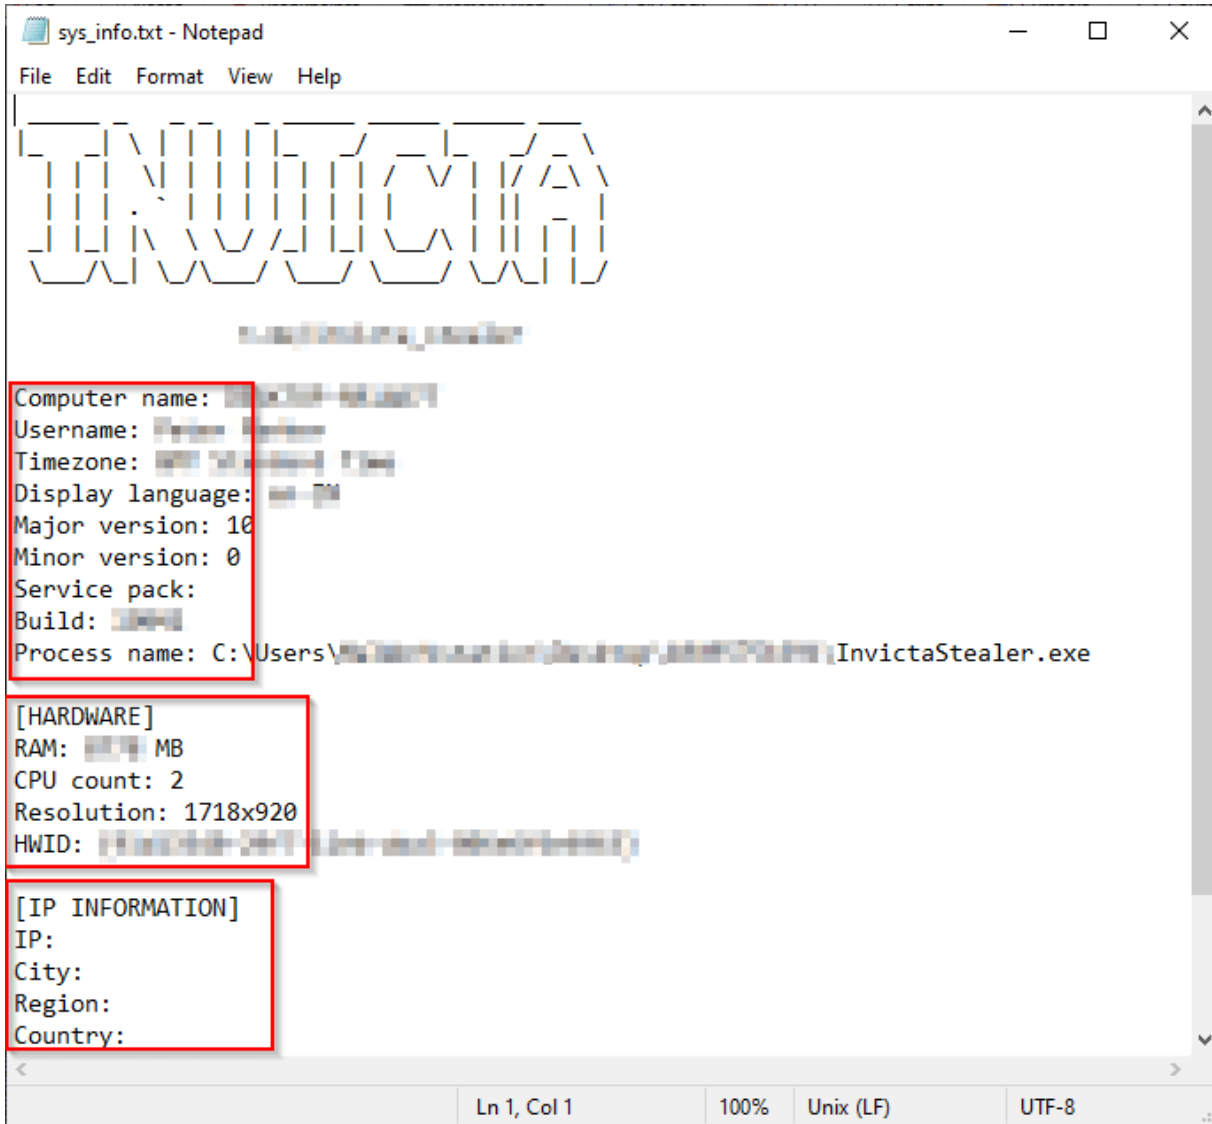 sys_info.txt - Notepad
File Edit Format View Help
INVICTA
Computer name:
Username:
Timezone:
Display language:
Major version: 10
Minor version: 0
Service pack:
Build:
Process name: C:\Users\ \InvictaStealer.exe
[HARDWARE]
RAM: MB
CPU count: 2
Resolution: 1718x920
HWID:
[IP INFORMATION]
IP:
City:
Region:
Country:
Ln 1, Col 1 100% Unix (LF) UTF-8